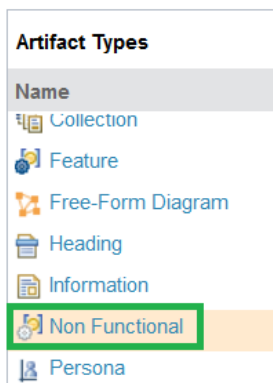 Artifact Types
Name
Collection
Feature
Free-Form Diagram
Heading
Information
Non Functional
Persona